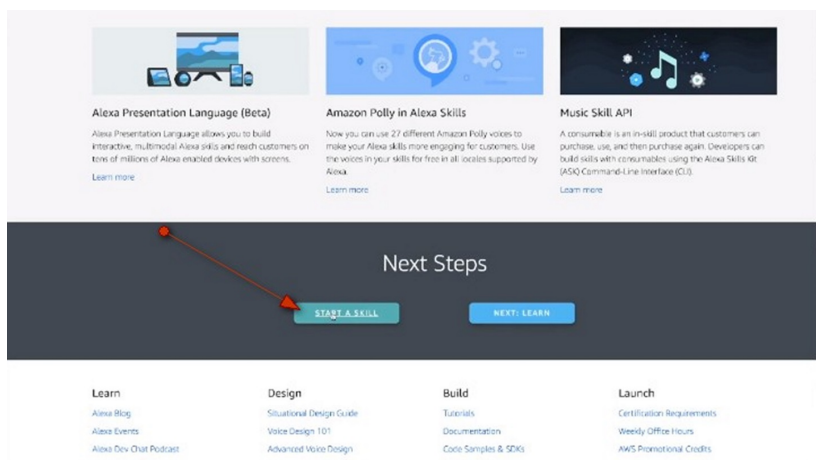 Alexa Presentation Language (Beta)
Alexa Presentation Language allows you to build
interactive, multimodal Alexa skills and reach customers on
tens of millions of Alexa enabled devices with screens.
Learn more
Amazon Polly in Alexa Skills
Now you can use 27 different Amazon Polly voices to
make your Alexa skills more engaging for customers. Use
the voices in your skills for free in all locales supported by
Alexa.
Learn more
Music Skill API
A consumable is an in-skill product that customers can
purchase, use, and then purchase again. Developers can
build skills with consumables using the Alexa Skills Kit
(ASK) Command-Line Interface (CLI).
Learn more
Next Steps
START A SKILL
NEXT: LEARN
Learn
Alexa Blog
Alexa Events
Alexa Dev Chat Podcast
Design
Situational Design Guide
Voice Design 101
Advanced Voice Design
Build
Tutorials
Documentation
Code Samples & SDKs
Launch
Certification Requirements
Weekly Office Hours
AWS Promotional Credits